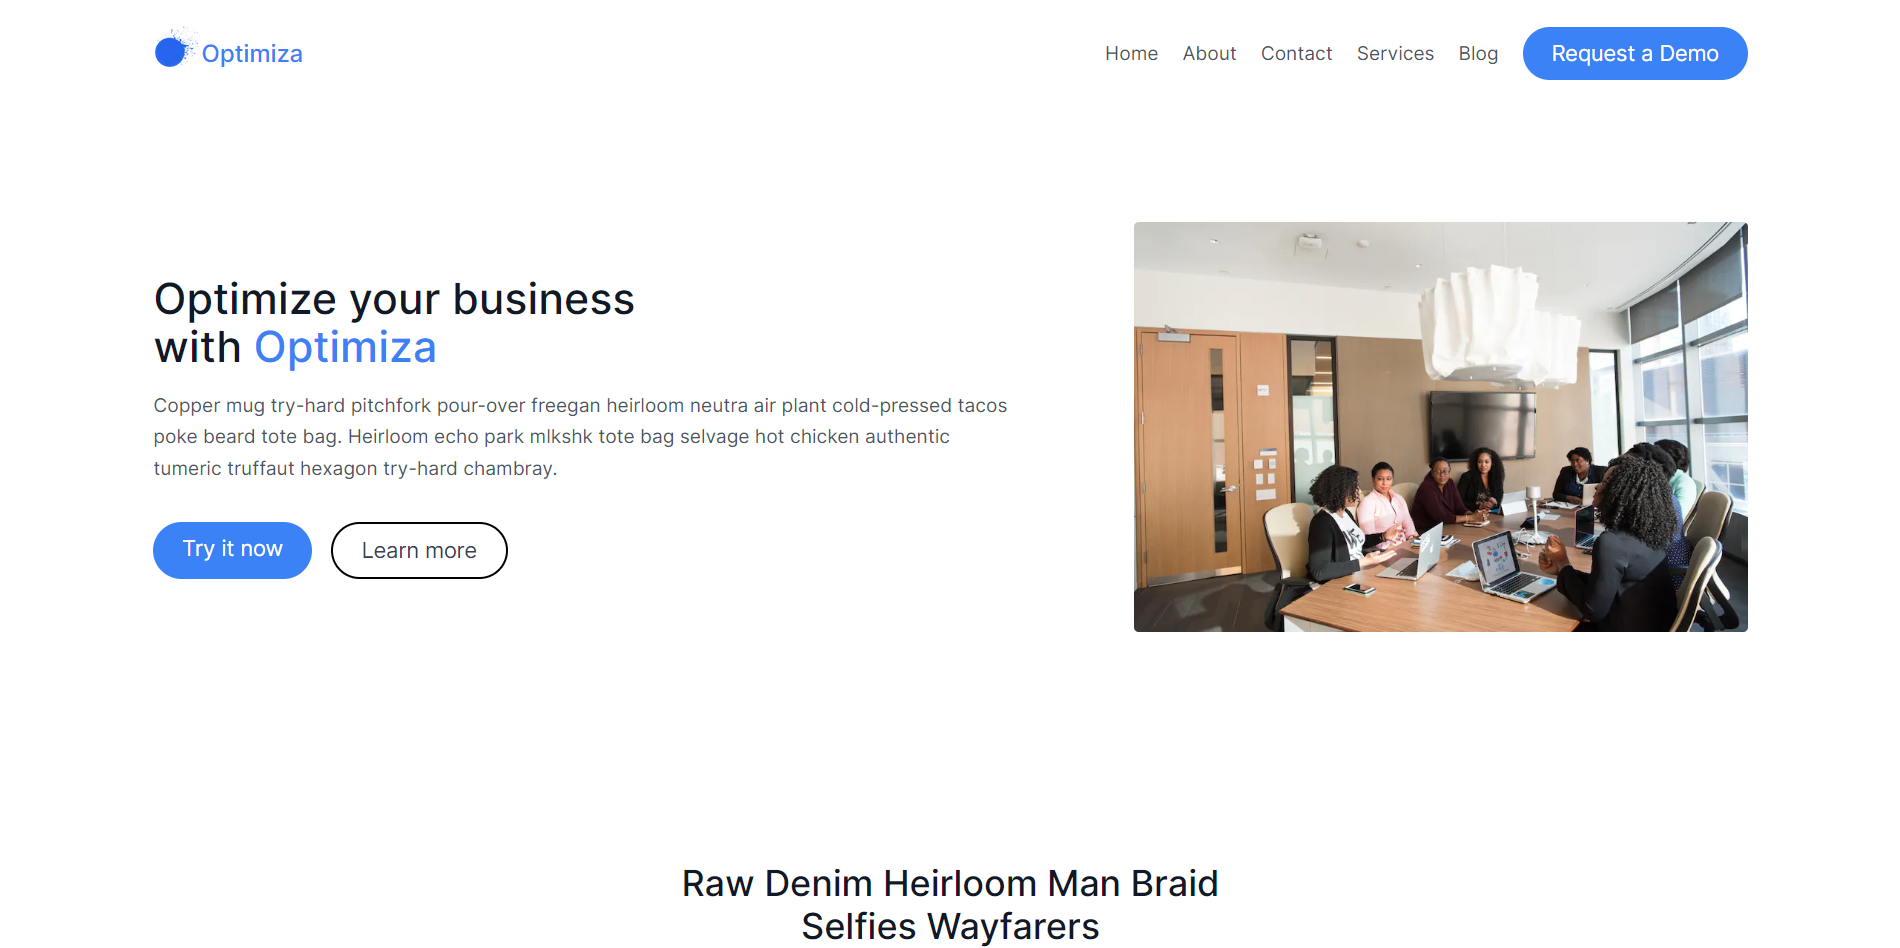 Optimiza
Home About Contact Services Blog Request a Demo
Optimize your business
with Optimiza
Copper mug try-hard pitchfork pour-over freegan heirloom neutra air plant cold-pressed tacos
poke beard tote bag. Heirloom echo park mlkshk tote bag selvage hot chicken authentic
tumeric truffaut hexagon try-hard chambray.
Try it now Learn more
Raw Denim Heirloom Man Braid
Selfies Wayfarers